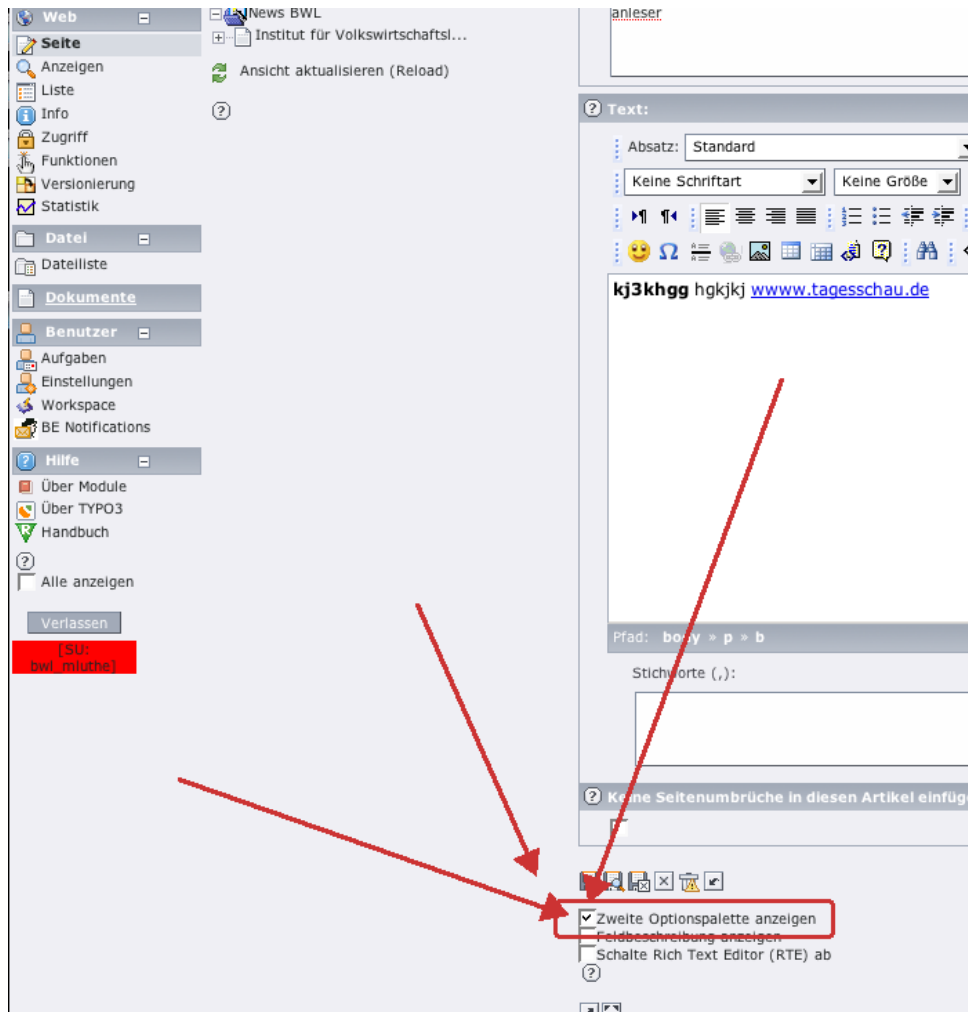 Web
Seite
Anzeigen
Liste
Info
Zugriff
Funktionen
Versionierung
Statistik
Datei
Dateiliste
Dokumente
Benutzer
Aufgaben
Einstellungen
Workspace
BE Notifications
Hilfe
Über Module
Über TYPO3
Handbuch
Alle anzeigen
Verlassen
[SU:
bwl_mluthe]
News BWL
Institut für Volkswirtschaftsl...
Ansicht aktualisieren (Reload)
anleser
Text:
Absatz: Standard
Keine Schriftart Keine Größe
kj3khgg hgkjkj wwww.tagesschau.de
Pfad: body » p » b
Stichworte (,):
Keine Seitenumbrüche in diesen Artikel einfüg
Zweite Optionspalette anzeigen
Feldbeschreibung anzeigen
Schalte Rich Text Editor (RTE) ab